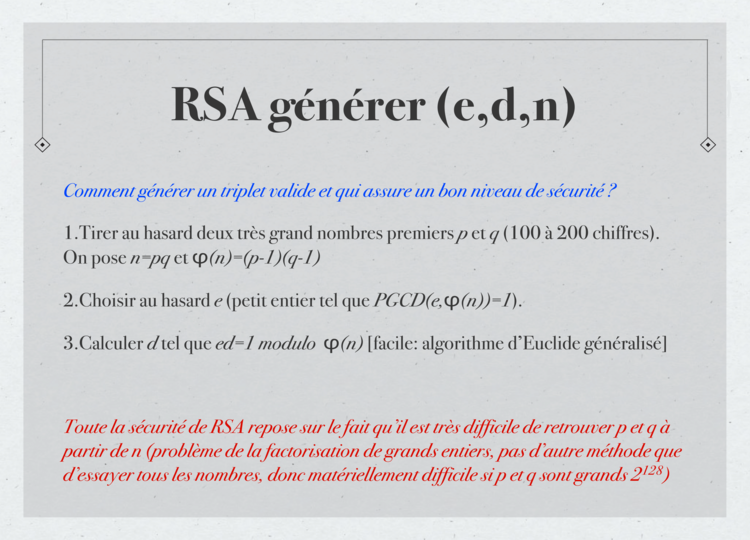 RSA générer (e,d,n)
Comment générer un triplet valide et qui assure un bon niveau de sécurité ?
1.Tirer au hasard deux très grand nombres premiers p et q (100 à 200 chiffres).
On pose n=pq et φ(n)=(p-1)(q-1)
2.Choisir au hasard e (petit entier tel que PGCD(e,φ(n))=1).
3.Calculer d tel que ed=1 modulo φ(n) [facile: algorithme d’Euclide généralisé]
Toute la sécurité de RSA repose sur le fait qu’il est très difficile de retrouver p et q à
partir de n (problème de la factorisation de grands entiers, pas d’autre méthode que
d’essayer tous les nombres, donc matériellement difficile si p et q sont grands 2¹²⁸)